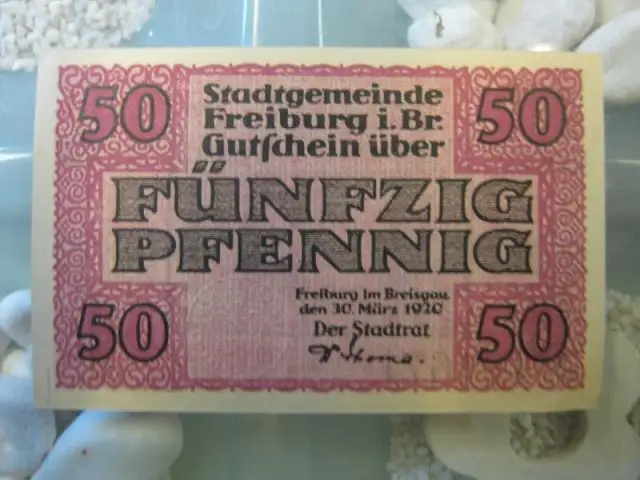 50 Stadtgemeinde 50
Freiburg i. Br.
Gutſchein über
FÜNFZIG
PFENNIG
Freiburg im Breisgau
den 30. März 1920
Der Stadtrat
50 50